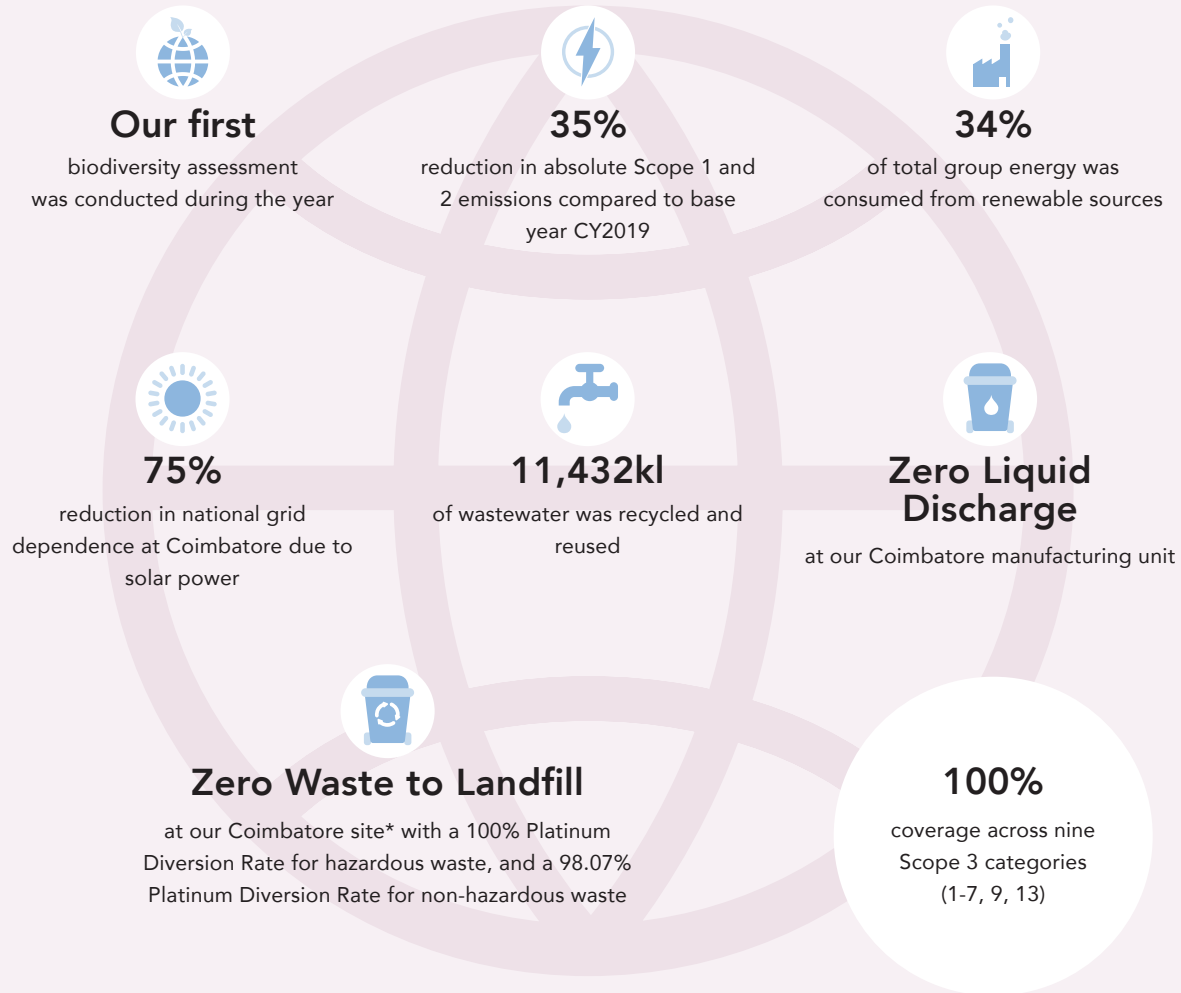 Our first
biodiversity assessment
was conducted during the year
35%
reduction in absolute Scope 1 and
2 emissions compared to base
year CY2019
34%
of total group energy was
consumed from renewable sources
75%
reduction in national grid
dependence at Coimbatore due to
solar power
11,432kl
of wastewater was recycled and
reused
Zero Liquid
Discharge
at our Coimbatore manufacturing unit
Zero Waste to Landfill
at our Coimbatore site* with a 100% Platinum
Diversion Rate for hazardous waste, and a 98.07%
Platinum Diversion Rate for non-hazardous waste
100%
coverage across nine
Scope 3 categories
(1-7, 9, 13)